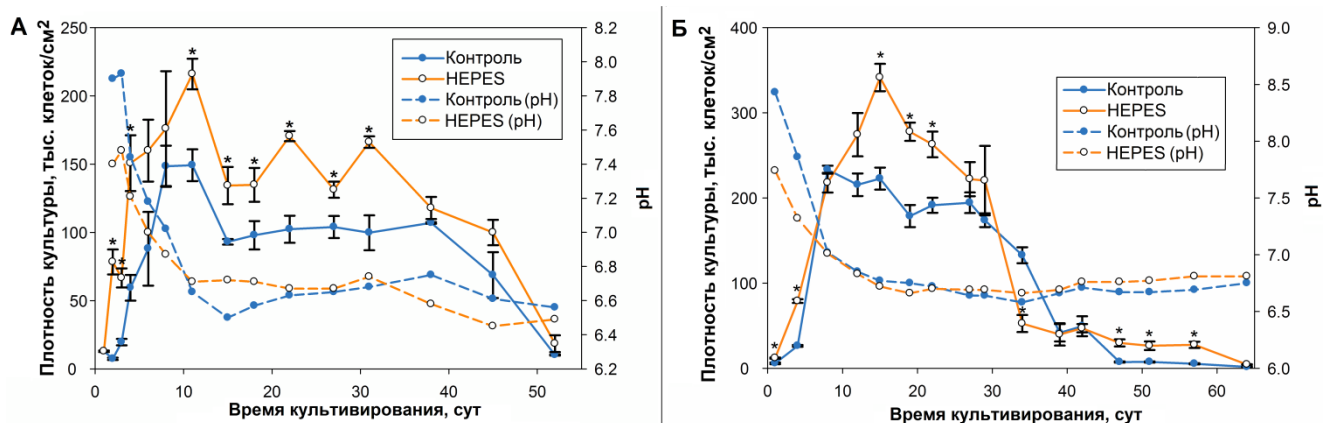 А
Плотность культуры, тыс. клеток/см²
250
200
150
100
50
0
8.2
8.0
7.8
7.6
7.4
7.2
7.0
6.8
6.6
6.4
6.2
pH
0 10 20 30 40 50
Время культивирования, сут
Контроль
HEPES
Контроль (pH)
HEPES (pH)
* * * * * * * * *
Б
Плотность культуры, тыс. клеток/см²
400
300
200
100
0
9.0
8.5
8.0
7.5
7.0
6.5
6.0
pH
0 10 20 30 40 50 60
Время культивирования, сут
Контроль
HEPES
Контроль (pH)
HEPES (pH)
* * * * * * * * *